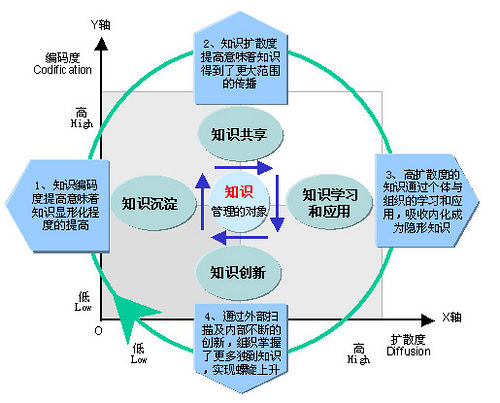 Y轴
编码度
Codification
2、知识扩散度
提高意味着知识
得到了更大范围
的传播
高
High
知识共享
1、知识编码
度提高意味着
知识显形化程
度的提高
知识沉淀
知识
管理的对象
知识学习
和应用
3、高扩散度的
知识通过个体与
组织的学习和应
用，吸收内化成
为隐形知识
知识创新
低
Low
O
4、通过外部扫
描及内部不断的
创新，组织掌握
了更多独到知识
，实现螺旋上升
X轴
低
Low
高
High
扩散度
Diffusion